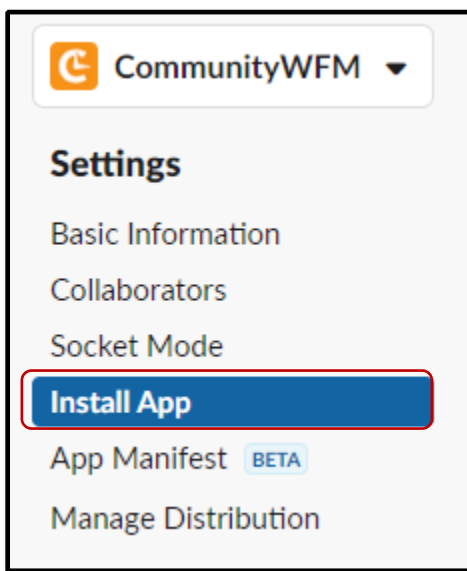 CommunityWFM
Settings
Basic Information
Collaborators
Socket Mode
Install App
App Manifest BETA
Manage Distribution